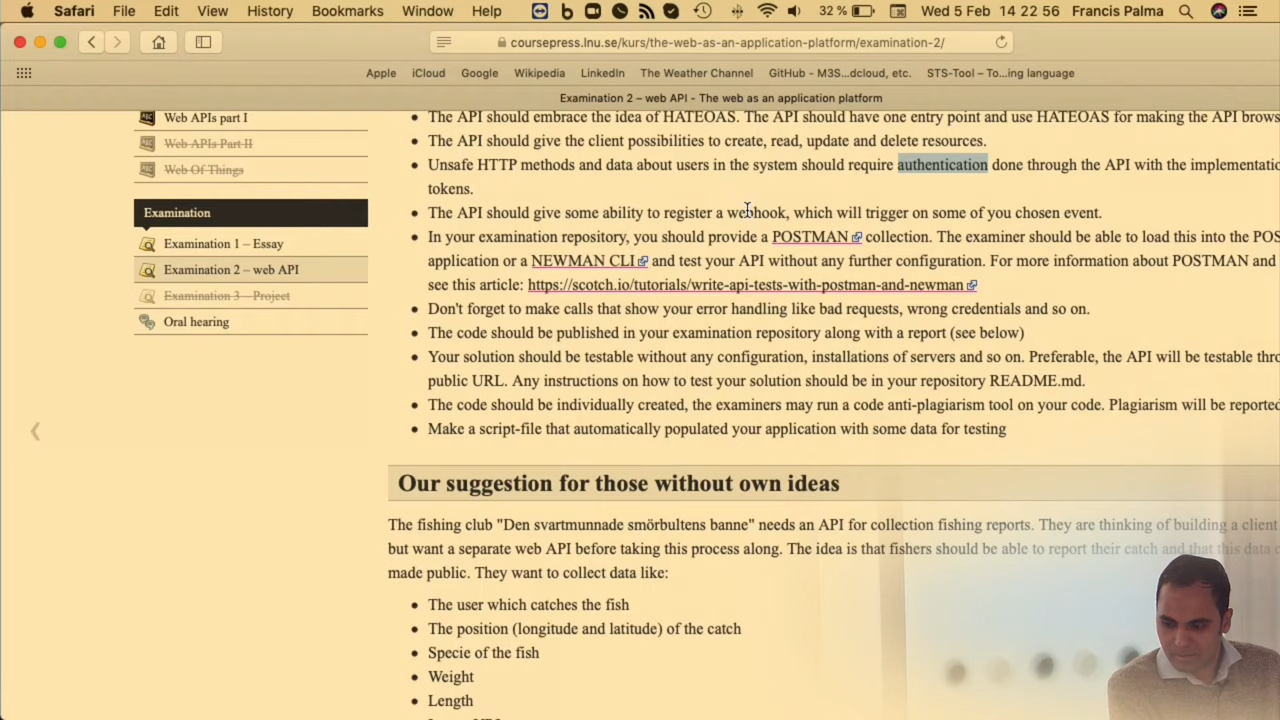 Safari File Edit View History Bookmarks Window Help 32 % Wed 5 Feb 14 22 56 Francis Palma
coursepress.lnu.se/kurs/the-web-as-an-application-platform/examination-2/
Apple iCloud Google Wikipedia LinkedIn The Weather Channel GitHub - M3S...dcloud, etc. STS-Tool – To...ing language
Examination 2 – web API - The web as an application platform
Web APIs part I
Web APIs Part II
Web Of Things
Examination
Examination 1 – Essay
Examination 2 – web API
Examination 3 – Project
Oral hearing
The API should embrace the idea of HATEOAS. The API should have one entry point and use HATEOAS for making the API brows
The API should give the client possibilities to create, read, update and delete resources.
Unsafe HTTP methods and data about users in the system should require authentication done through the API with the implementatio
tokens.
The API should give some ability to register a webhook, which will trigger on some of you chosen event.
In your examination repository, you should provide a POSTMAN collection. The examiner should be able to load this into the POS
application or a NEWMAN CLI and test your API without any further configuration. For more information about POSTMAN and
see this article: https://scotch.io/tutorials/write-api-tests-with-postman-and-newman
Don't forget to make calls that show your error handling like bad requests, wrong credentials and so on.
The code should be published in your examination repository along with a report (see below)
Your solution should be testable without any configuration, installations of servers and so on. Preferable, the API will be testable thro
public URL. Any instructions on how to test your solution should be in your repository README.md.
The code should be individually created, the examiners may run a code anti-plagiarism tool on your code. Plagiarism will be reported
Make a script-file that automatically populated your application with some data for testing
Our suggestion for those without own ideas
The fishing club "Den svartmunnade smörbultens banne" needs an API for collection fishing reports. They are thinking of building a client
but want a separate web API before taking this process along. The idea is that fishers should be able to report their catch and that this data
made public. They want to collect data like:
The user which catches the fish
The position (longitude and latitude) of the catch
Specie of the fish
Weight
Length